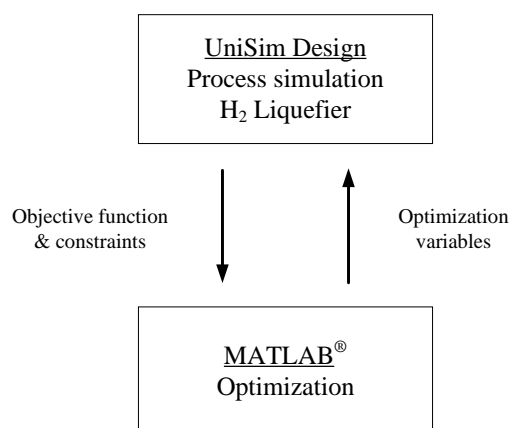 UniSim Design
Process simulation
H₂ Liquefier
Objective function
& constraints
Optimization
variables
MATLAB®
Optimization